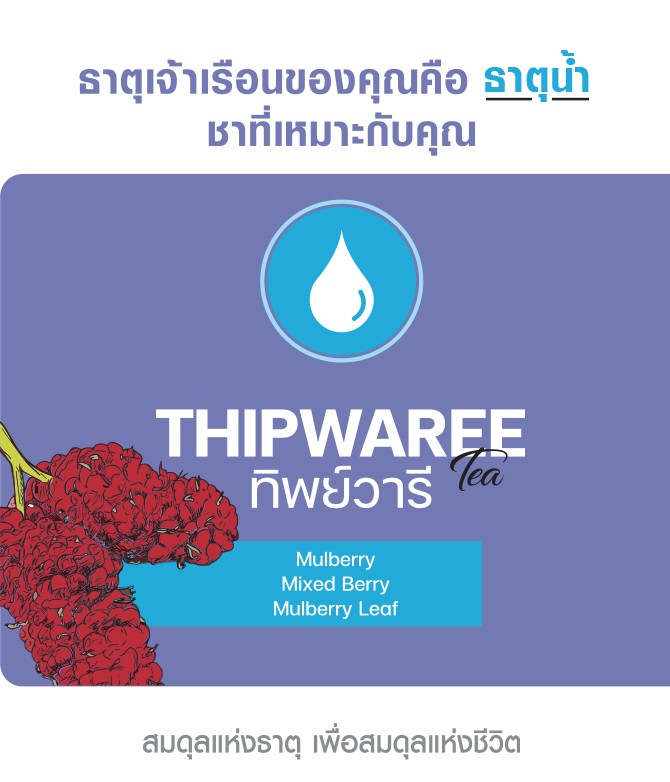 ธาตุเจ้าเรือนของคุณคือ ธาตุน้ำ
ชาที่เหมาะกับคุณ
THIPWAREE
Tea
ทิพย์วารี
Mulberry
Mixed Berry
Mulberry Leaf
สมดุลแห่งธาตุ เพื่อสมดุลแห่งชีวิต